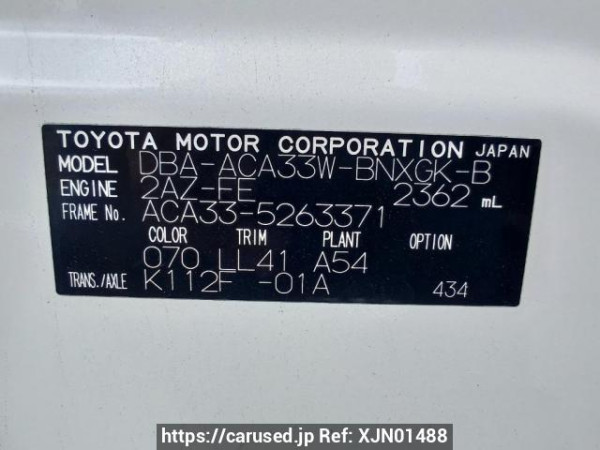 TOYOTA MOTOR CORPORATION JAPAN
MODEL DBA-ACA33W-BNXGK-B
ENGINE 2AZ-FE 2362 mL
FRAME No. ACA33-5263371
COLOR TRIM PLANT OPTION
070 LL41 A54
TRANS./AXLE K112F -01A 434
https://carused.jp Ref: XJN01488